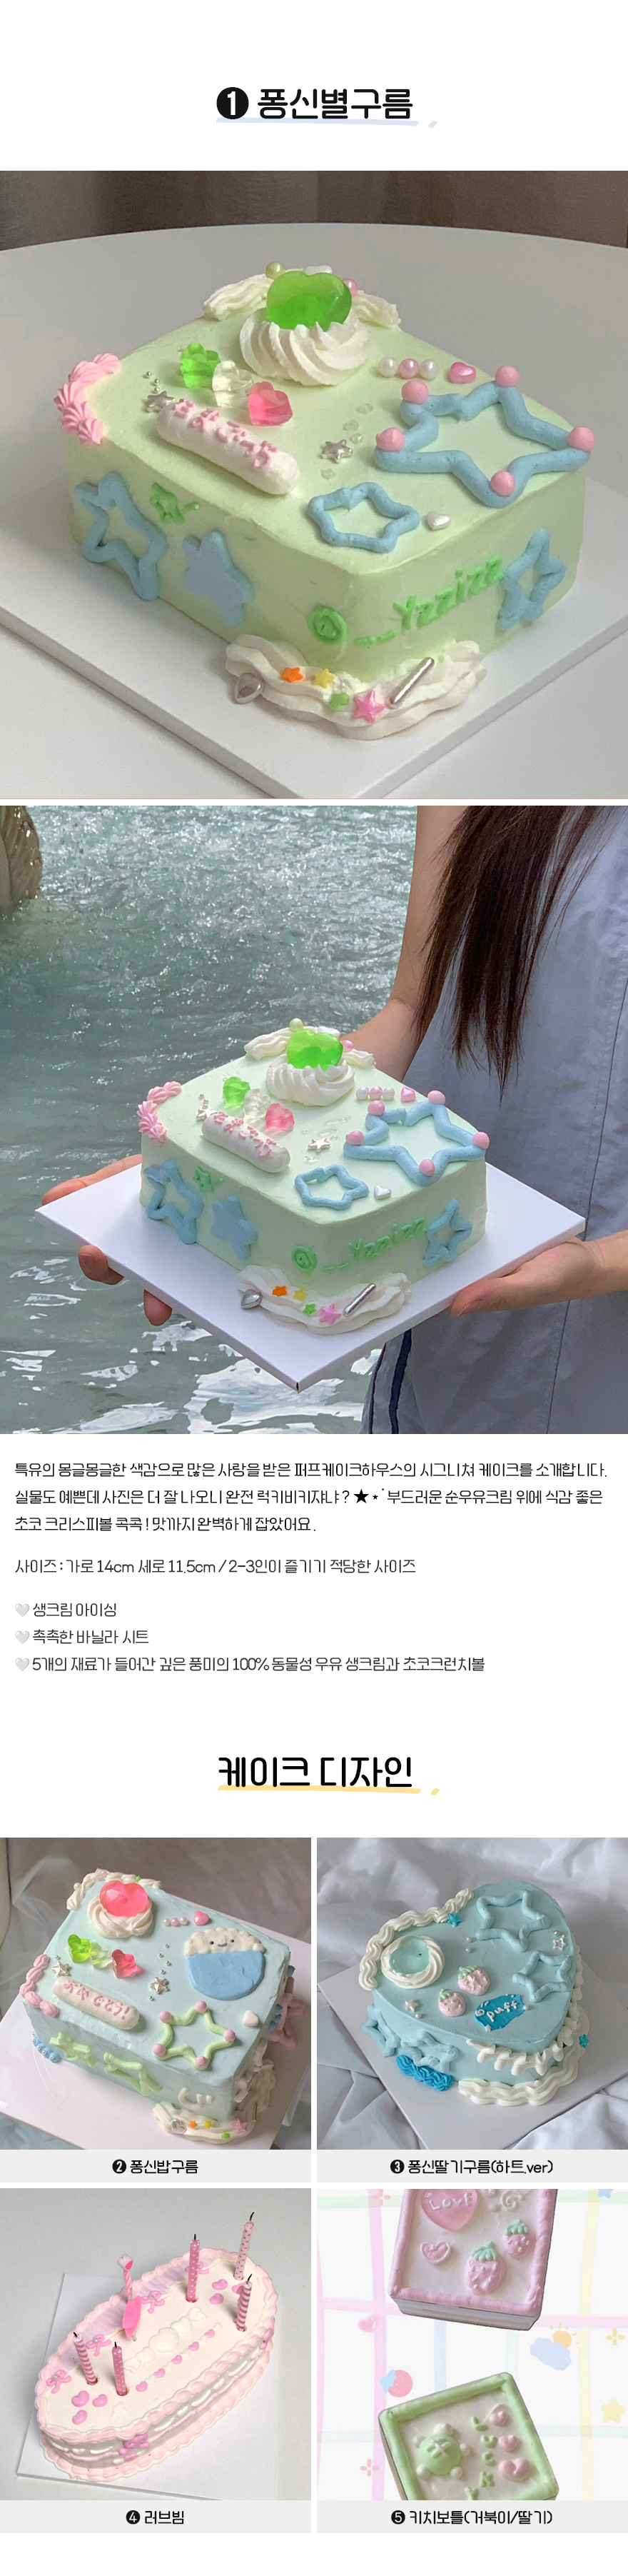 ❶ 퐁신별구름
Yzzizz
특유의 몽글몽글한 색감으로 많은 사랑을 받은 퍼프케이크하우스의 시그니쳐 케이크를 소개합니다.
실물도 예쁜데 사진은 더 잘 나오니 완전 럭키비키쟈냐 ? ★⋆˙부드러운 순우유크림 위에 식감 좋은
초코 크리스피볼 콕콕 ! 맛까지 완벽하게 잡았어요.
사이즈 : 가로 14cm 세로 11.5cm / 2-3인이 즐기기 적당한 사이즈
🤍 생크림 아이싱
🤍 촉촉한 바닐라 시트
🤍 5개의 재료가 들어간 깊은 풍미의 100% 동물성 우유 생크림과 초코크런치볼
케이크 디자인
puff
❷ 퐁신밥구름
❸ 퐁신딸기구름(하트.ver)
LOVE
❹ 러브빔
❺ 키치보틀(거북이/딸기)